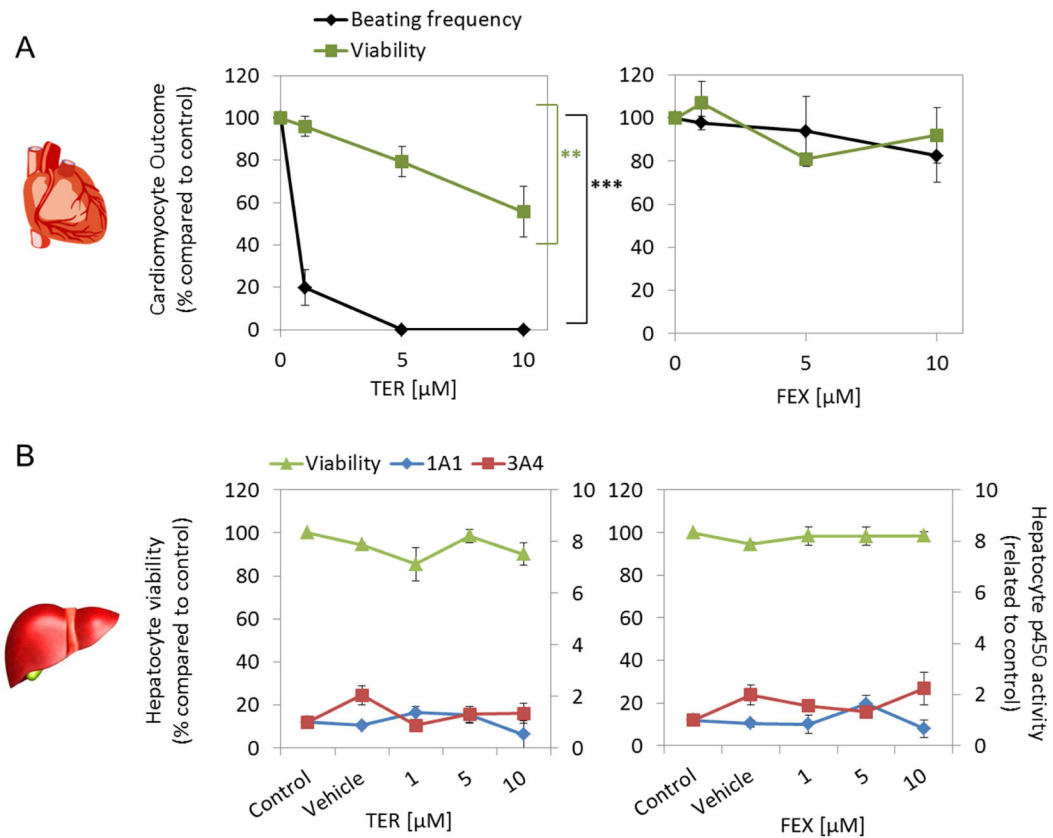 A
Beating frequency
Viability
Cardiomyocyte Outcome
(% compared to control)
120
100
80
60
40
20
0
**
***
0 5 10
TER [µM]
120
100
80
60
40
20
0
0 5 10
FEX [µM]
B
Viability 1A1 3A4
Hepatocyte viability
(% compared to control)
120
100
80
60
40
20
0
10
8
6
4
2
0
Control Vehicle 1 5 10
TER [µM]
120
100
80
60
40
20
0
10
8
6
4
2
0
Hepatocyte p450 activity
(related to control)
Control Vehicle 1 5 10
FEX [µM]